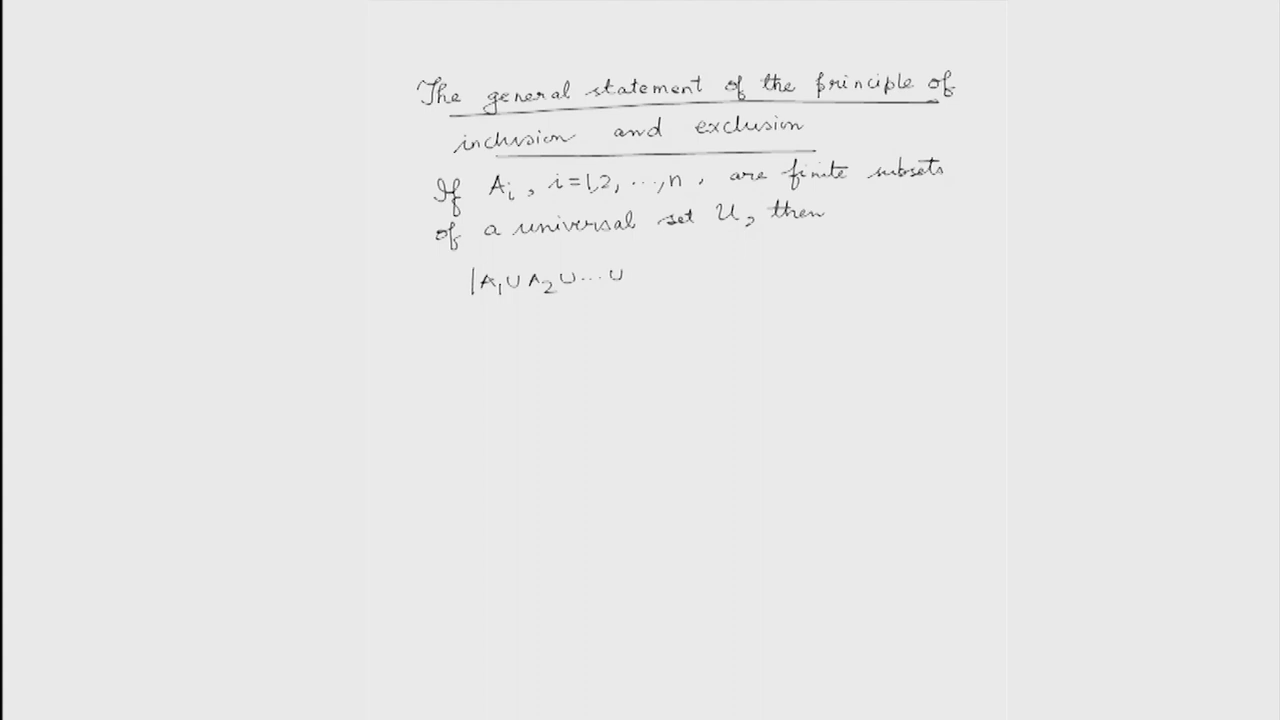 The general statement of the principle of
inclusion and exclusion
If Aᵢ, i=1,2, ...,n, are finite subsets
of a universal set U, then
|A₁∪A₂∪...∪